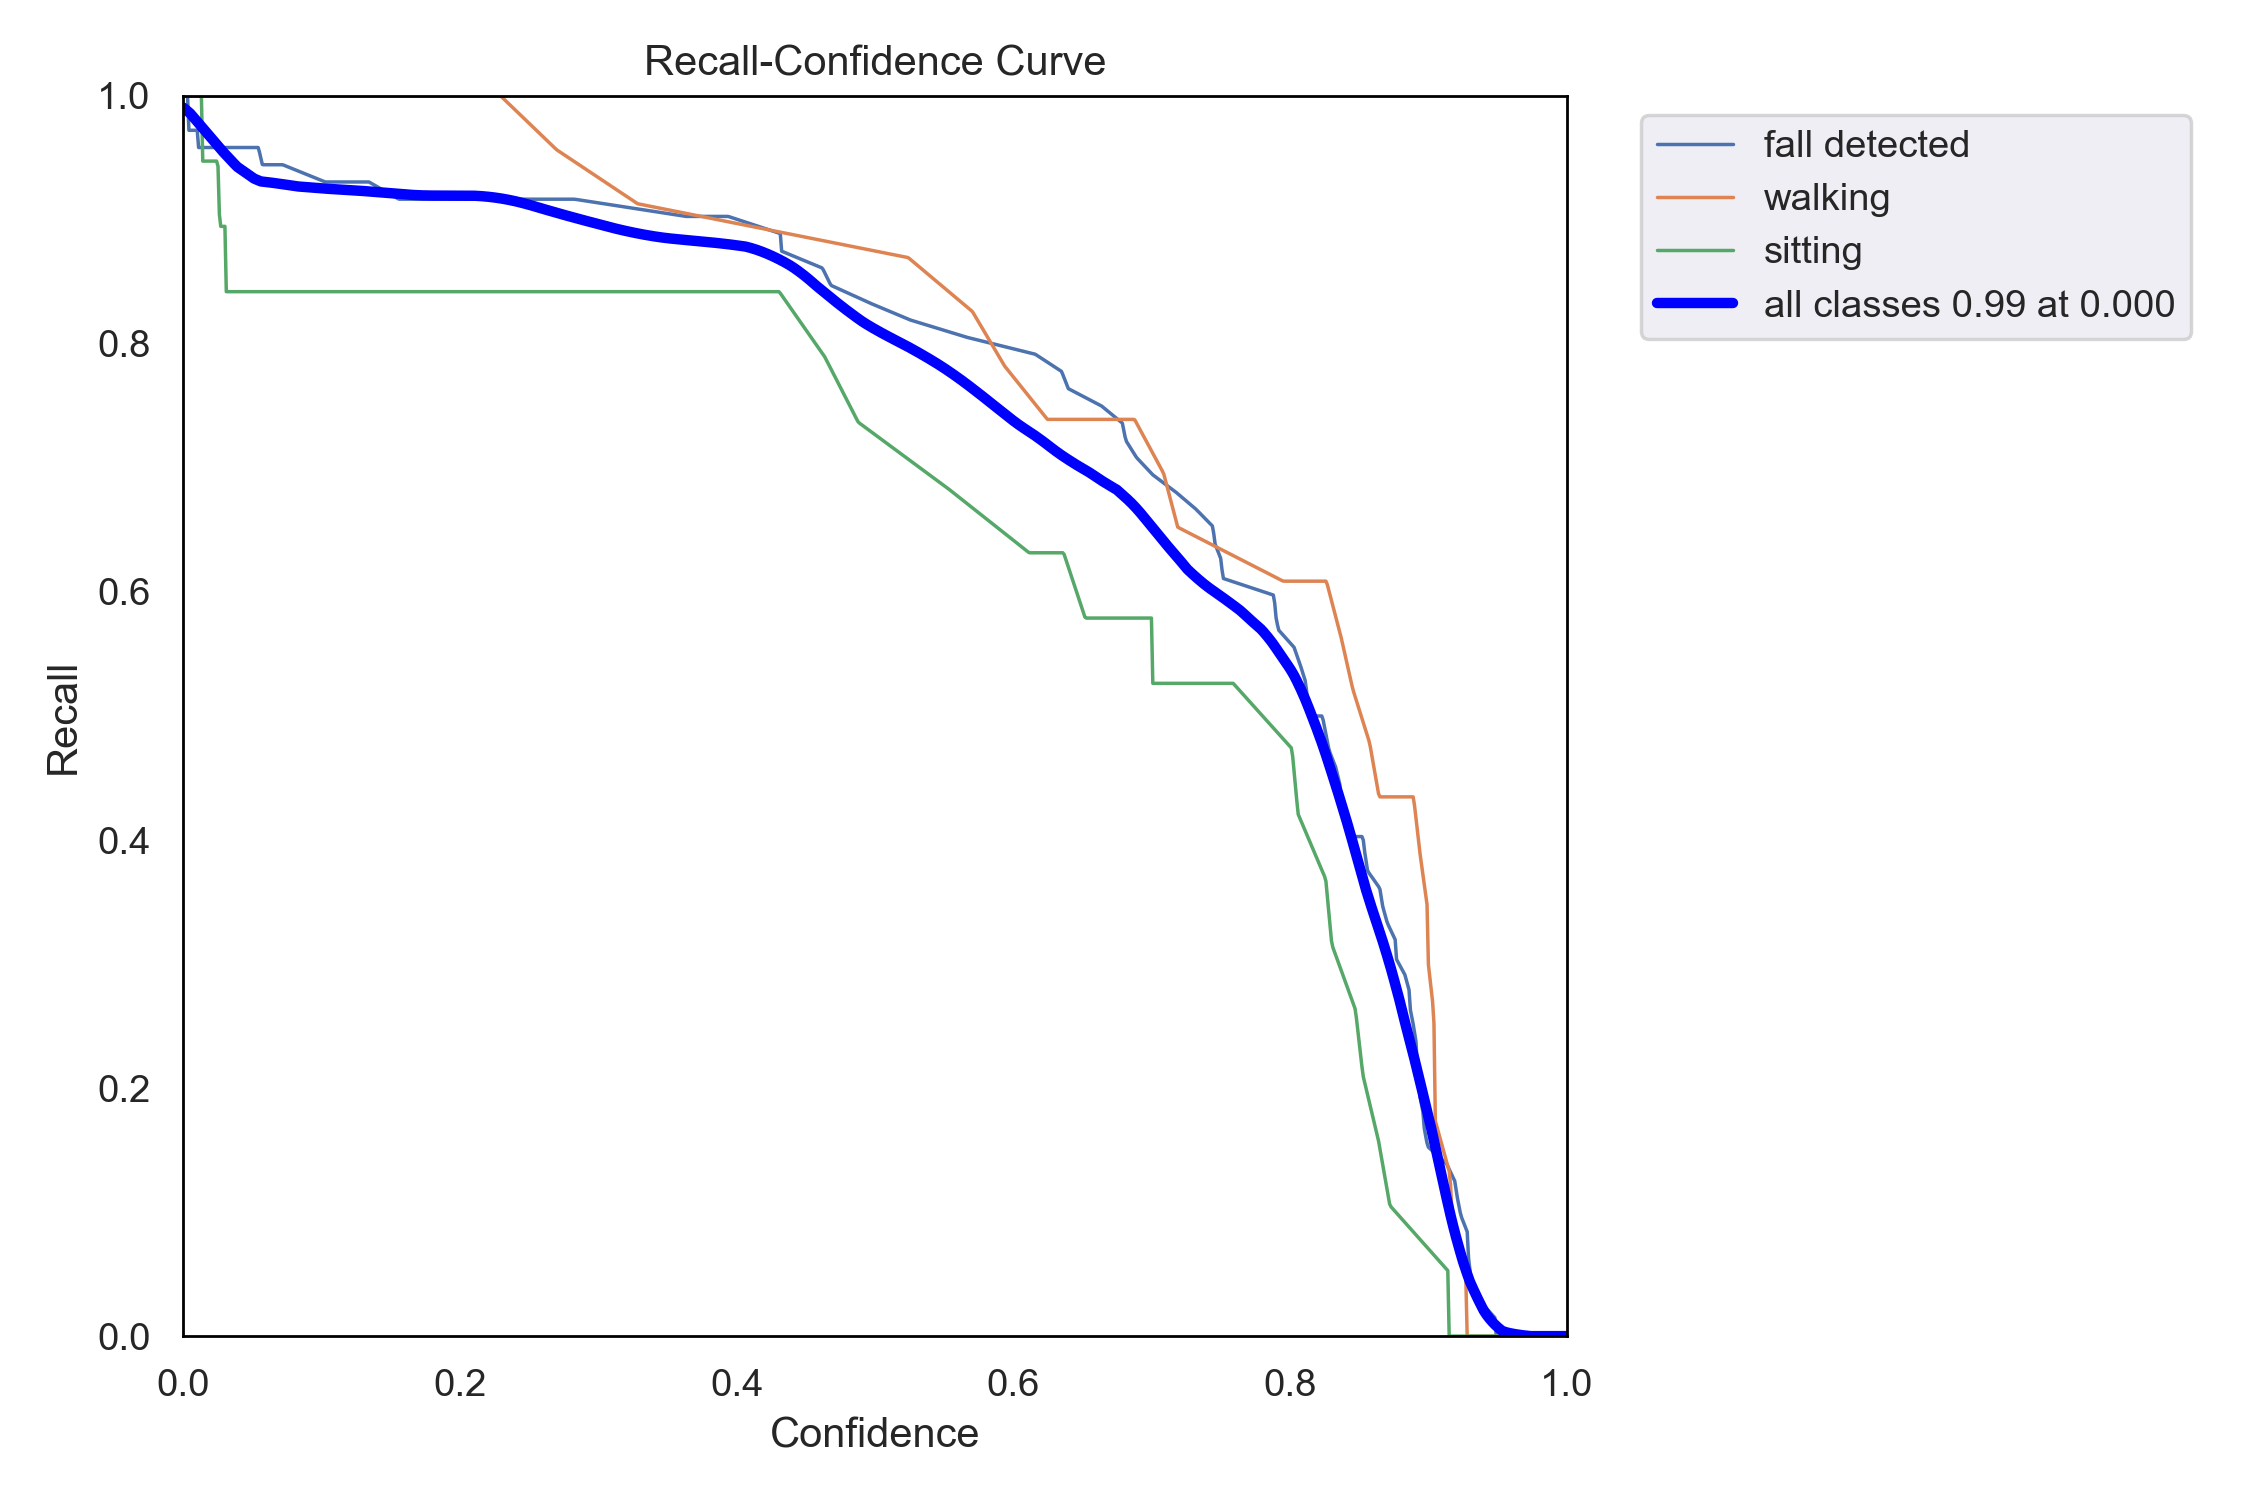 Recall-Confidence Curve
1.0
0.8
0.6
0.4
0.2
0.0
Recall
0.0 0.2 0.4 0.6 0.8 1.0
Confidence
fall detected
walking
sitting
all classes 0.99 at 0.000